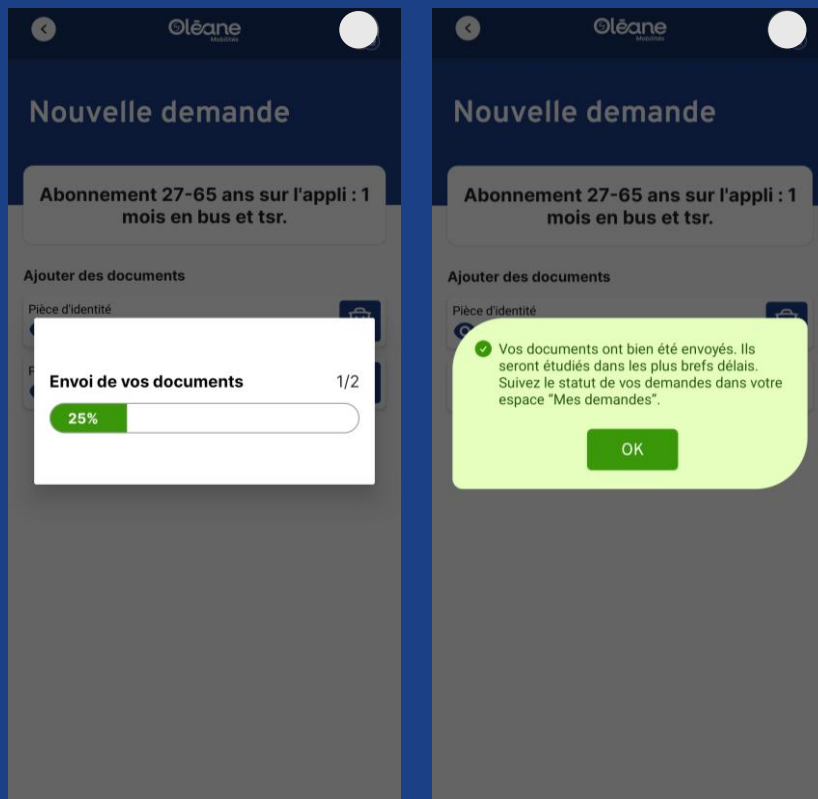 Oléane
Mobilités
Nouvelle demande
Abonnement 27-65 ans sur l'appli : 1
mois en bus et tsr.
Ajouter des documents
Pièce d'identité
Envoi de vos documents 1/2
25%
Oléane
Mobilités
Nouvelle demande
Abonnement 27-65 ans sur l'appli : 1
mois en bus et tsr.
Ajouter des documents
Pièce d'identité
Vos documents ont bien été envoyés. Ils
seront étudiés dans les plus brefs délais.
Suivez le statut de vos demandes dans votre
espace "Mes demandes".
OK